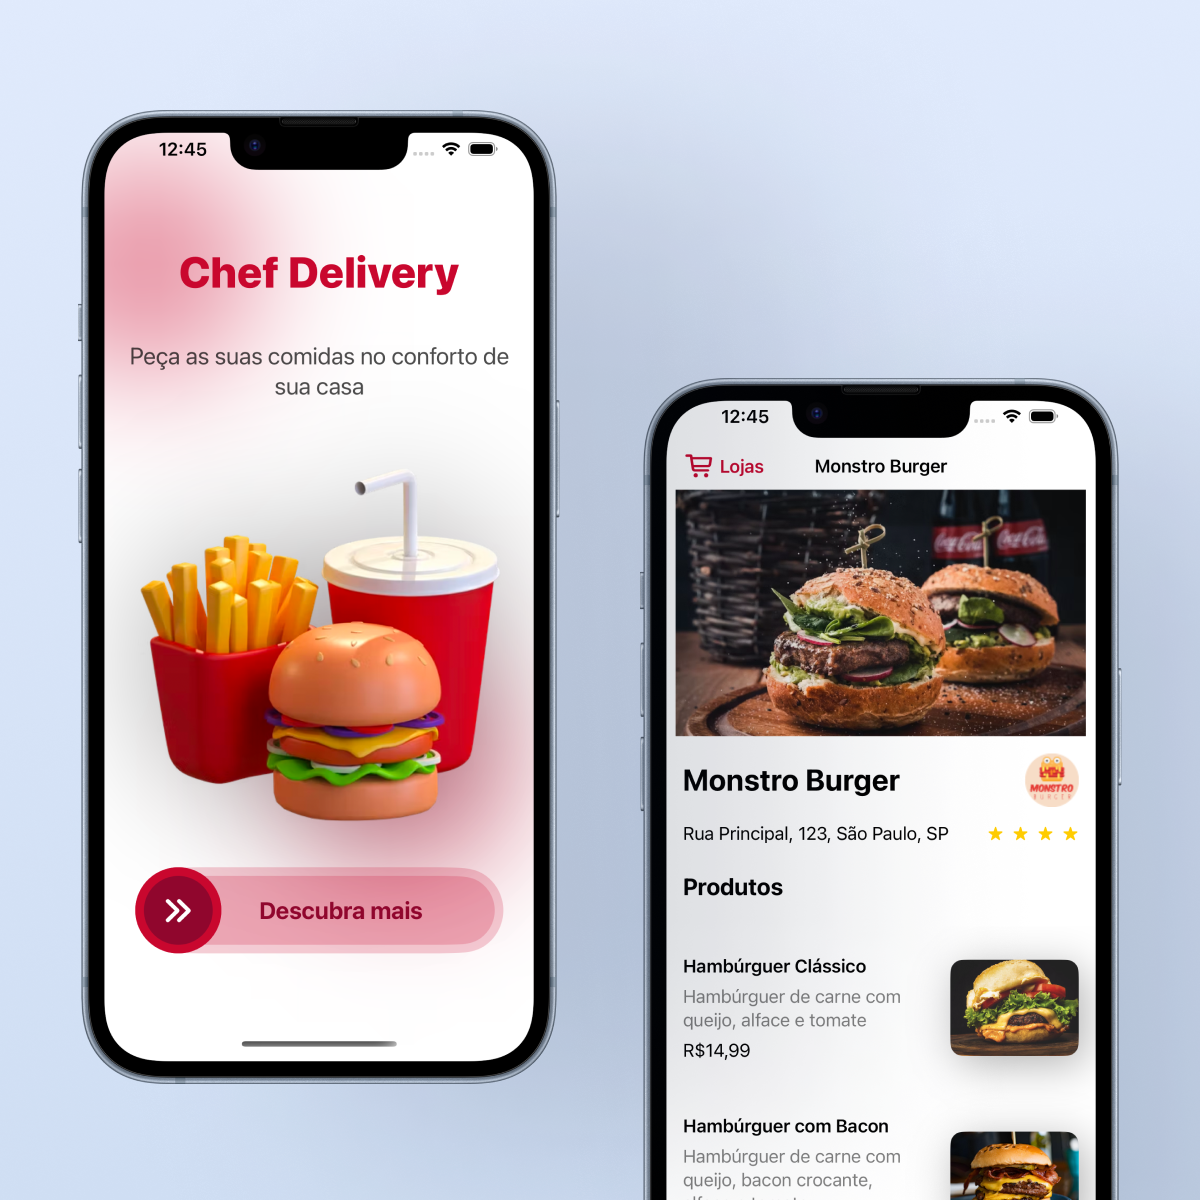 12:45
Chef Delivery
Peça as suas comidas no conforto de
sua casa
Descubra mais
12:45
Lojas
Monstro Burger
Coca-Cola
Monstro Burger
MONSTRO
BURGER
Rua Principal, 123, São Paulo, SP
Produtos
Hambúrguer Clássico
Hambúrguer de carne com
queijo, alface e tomate
R$14,99
Hambúrguer com Bacon
Hambúrguer de carne com
queijo, bacon crocante,